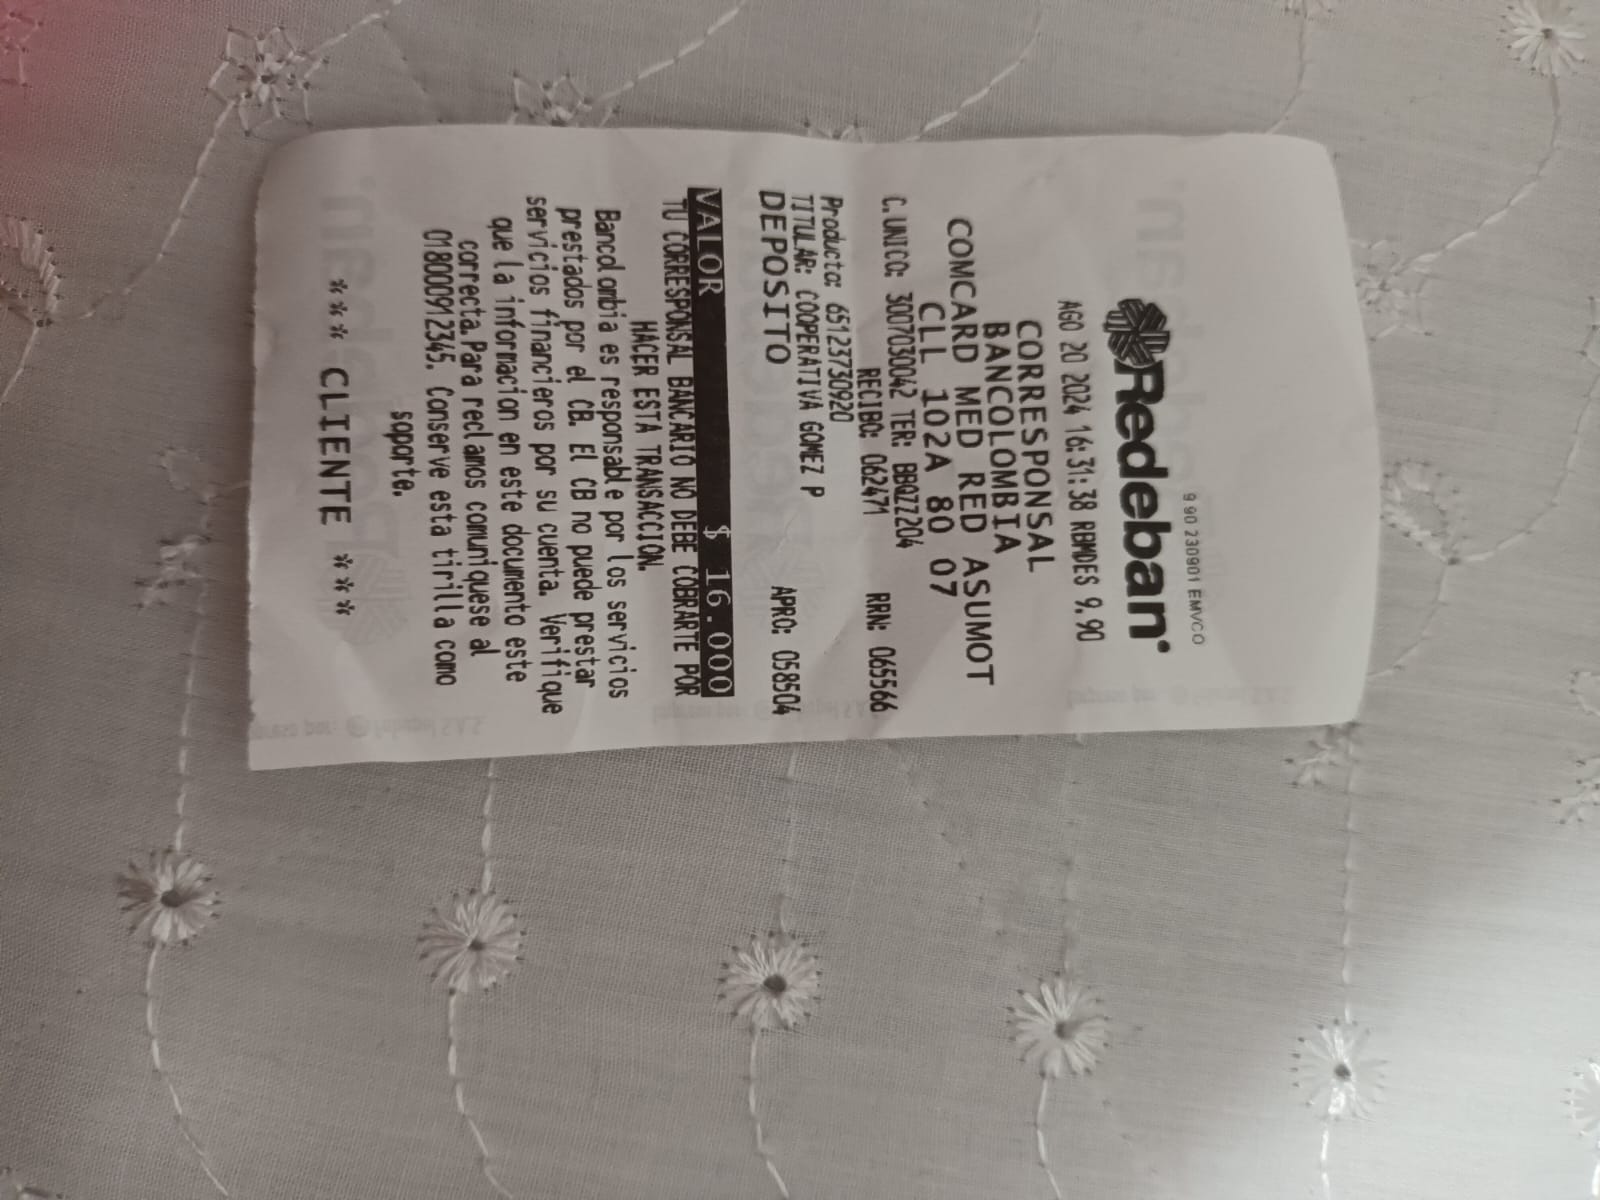 9 90 230901 EMVCO
Redeban
AGO 20 2024 16:31:38 RBMDES 9.90
CORRESPONSAL
BANCOLOMBIA
COMCARD MED RED ASUMOT
CLL 102A 80 07
C.UNICO: 3007030042 TER: BBQZZ204
RECIBO: 062471 RRN: 065566
Producto: 65123730920
TITULAR: COOPERATIVA GOMEZ P
DEPOSITO APRO: 058504
VALOR $ 16.000
TU CORRESPONSAL BANCARIO NO DEBE COBRARTE POR
HACER ESTA TRANSACCION.
Bancolombia es responsable por los servicios
prestados por el CB. El CB no puede prestar
servicios financieros por su cuenta. Verifique
que la informacion en este documento este
correcta.Para reclamos comuniquese al
018000912345. Conserve esta tirilla como
soporte.
*** CLIENTE ***